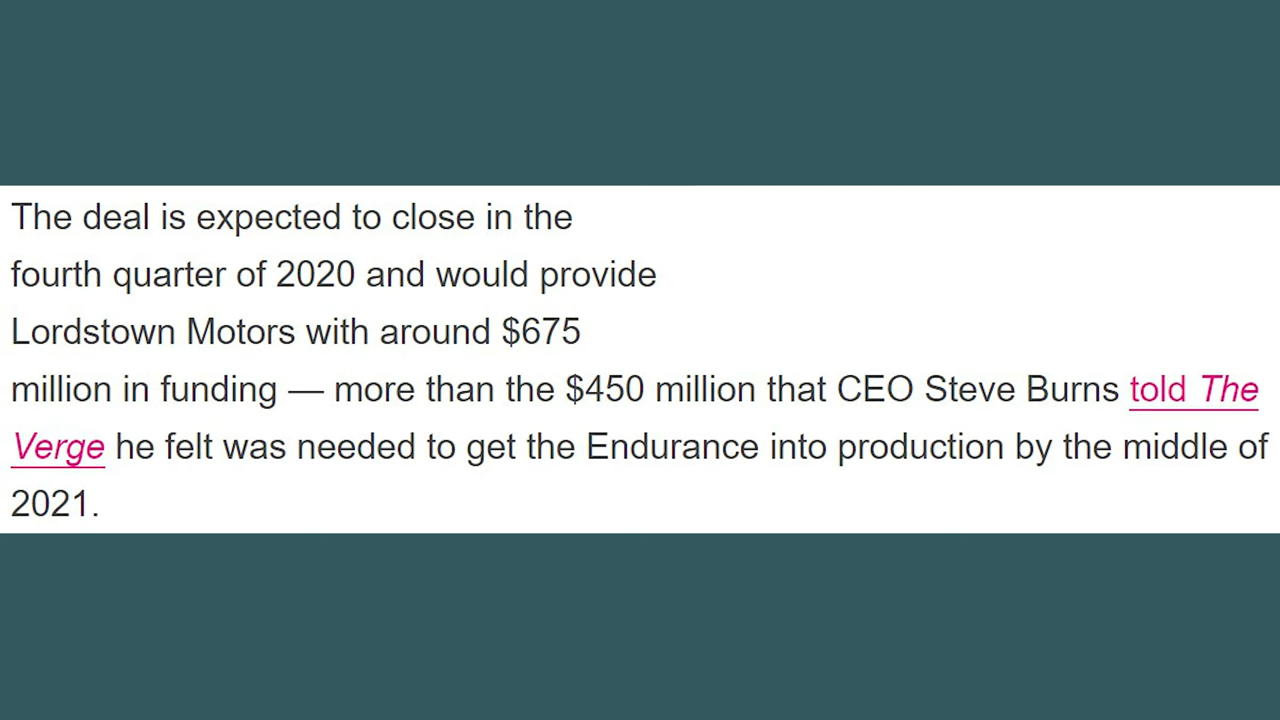 The deal is expected to close in the
fourth quarter of 2020 and would provide
Lordstown Motors with around $675
million in funding — more than the $450 million that CEO Steve Burns told The
Verge he felt was needed to get the Endurance into production by the middle of
2021.